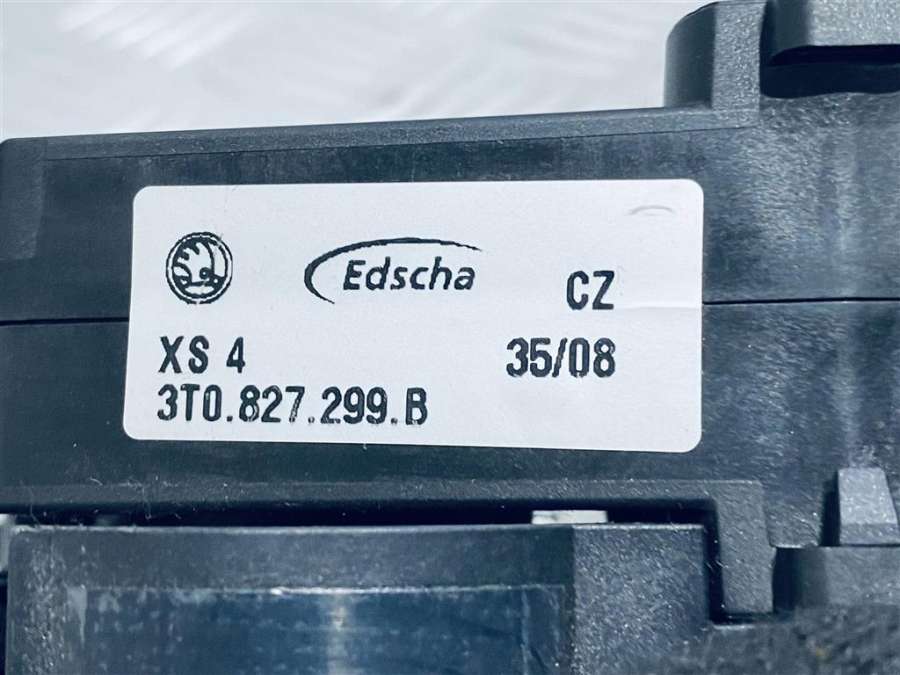 Edscha
CZ
XS 4 35/08
3T0.827.299.B